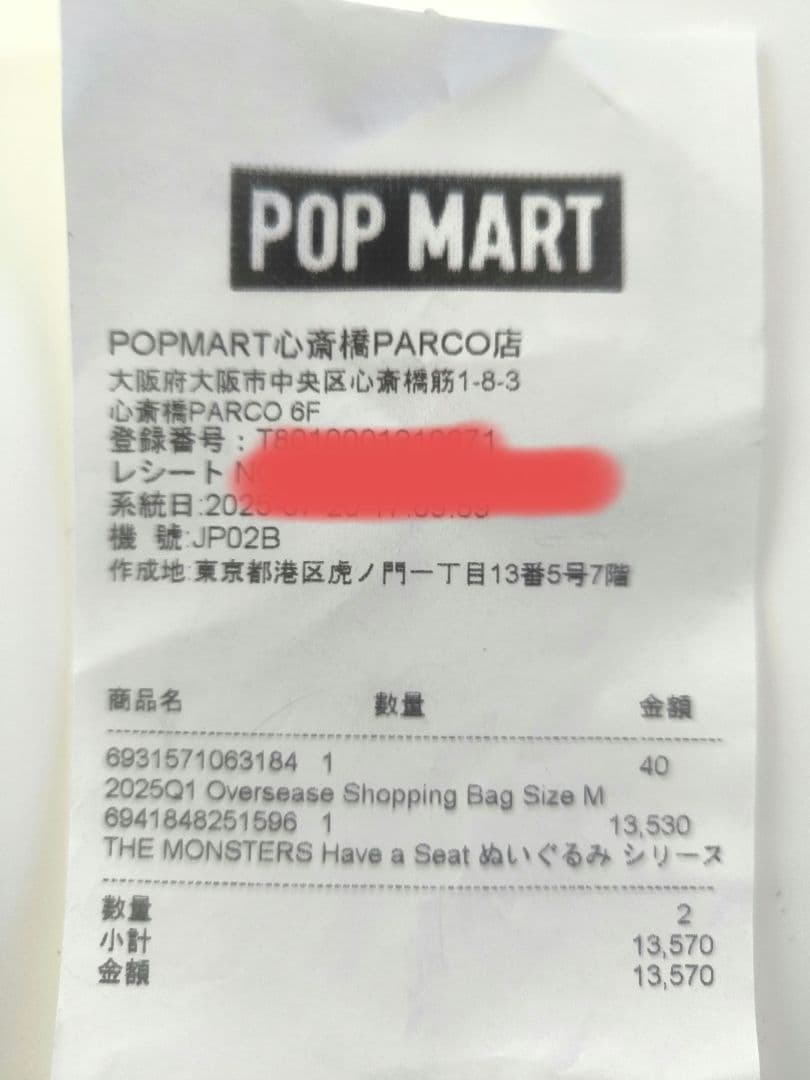 POP MART
POPMART心斎橋PARCO店
大阪府大阪市中央区心斎橋筋1-8-3
心斎橋PARCO 6F
登録番号:
レシート
系統日:202
機 號:JP02B
作成地:東京都港区虎ノ門一丁目13番5号7階
商品名 數量 金額
6931571063184 1 40
2025Q1 Oversease Shopping Bag Size M
6941848251596 1 13,530
THE MONSTERS Have a Seat ぬいぐるみ シリーズ
數量 2
小計 13,570
金額 13,570